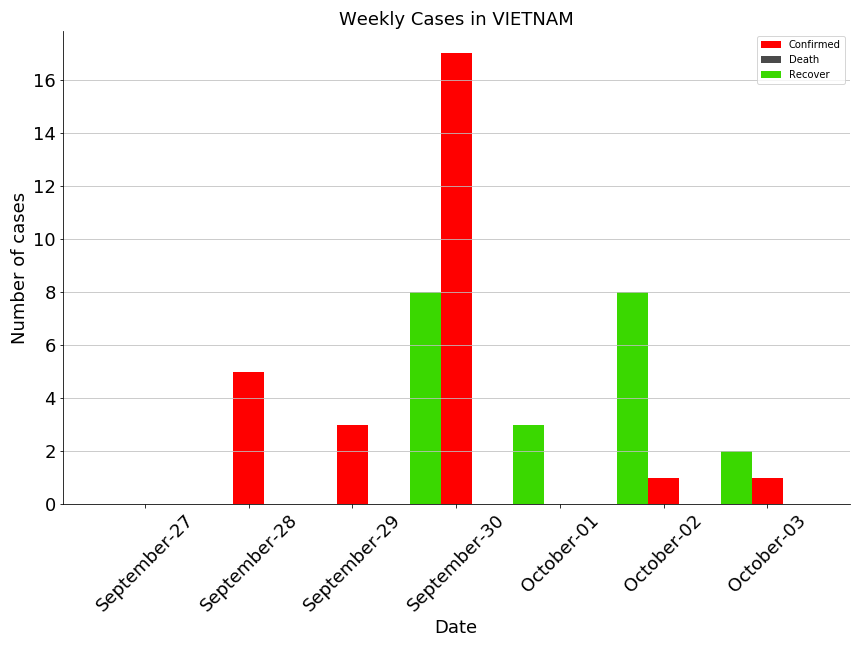 Weekly Cases in VIETNAM
Confirmed
Death
Recover
Number of cases
16
14
12
10
8
6
4
2
0
September-27
September-28
September-29
September-30
October-01
October-02
October-03
Date